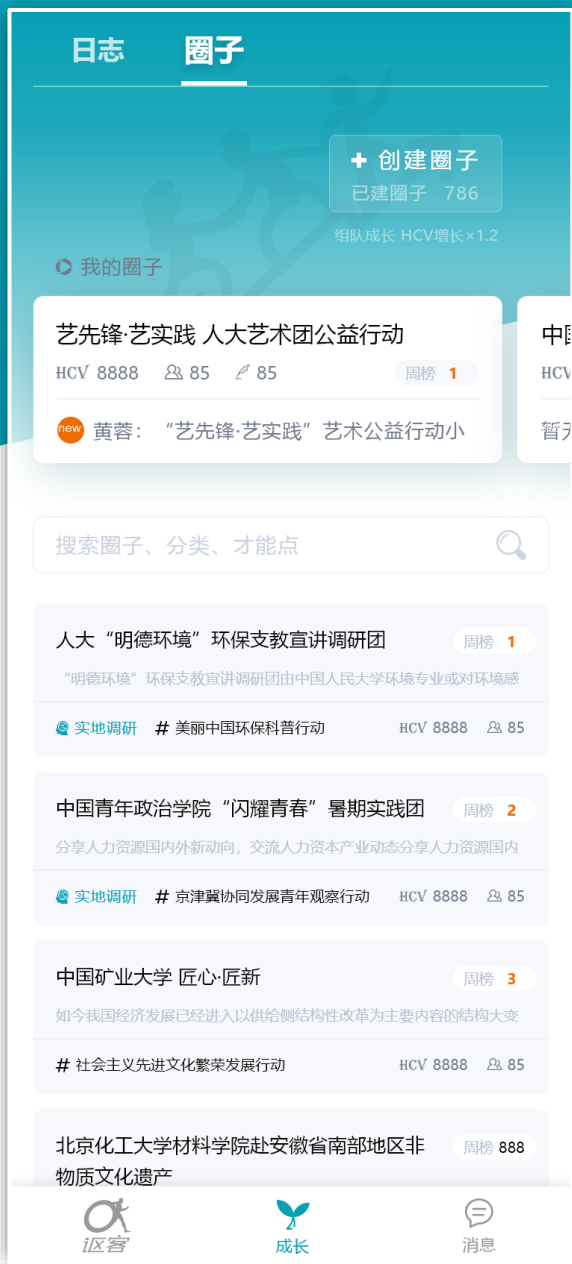 日志 圈子
创建圈子
已建圈子 786
组队成长 HCV增长×1.2
我的圈子
艺先锋·艺实践 人大艺术团公益行动
HCV 8888 85 85 周榜 1
new 黄蓉：“艺先锋·艺实践”艺术公益行动小
中国
HCV
暂无
搜索圈子、分类、才能点
人大“明德环境”环保支教宣讲调研团 周榜 1
“明德环境”环保支教宣讲调研团由中国人民大学环境专业或对环境感
实地调研 # 美丽中国环保科普行动 HCV 8888 85
中国青年政治学院“闪耀青春”暑期实践团 周榜 2
分享人力资源国内外新动向，交流人力资本产业动态分享人力资源国内
实地调研 # 京津冀协同发展青年观察行动 HCV 8888 85
中国矿业大学 匠心·匠新 周榜 3
如今我国经济发展已经进入以供给侧结构性改革为主要内容的结构大变
# 社会主义先进文化繁荣发展行动 HCV 8888 85
北京化工大学材料学院赴安徽省南部地区非 周榜 888
物质文化遗产
讴客 成长 消息